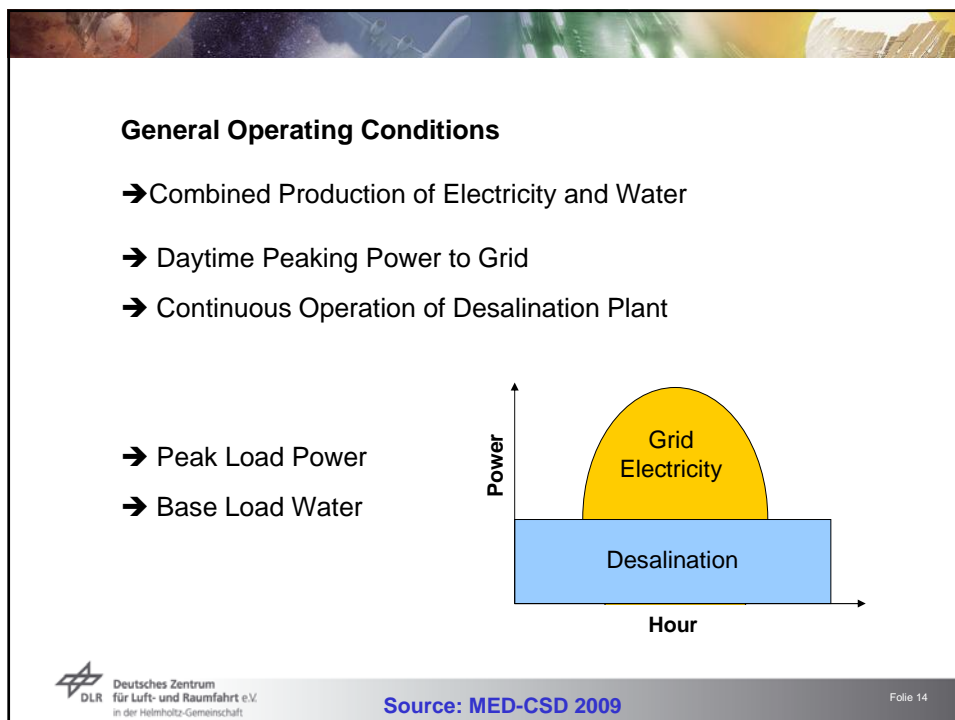 General Operating Conditions
➔Combined Production of Electricity and Water
➔ Daytime Peaking Power to Grid
➔ Continuous Operation of Desalination Plant
➔ Peak Load Power
➔ Base Load Water
Power
Grid
Electricity
Desalination
Hour
DLR
Deutsches Zentrum
für Luft- und Raumfahrt e.V.
in der Helmholtz-Gemeinschaft
Source: MED-CSD 2009
Folie 14